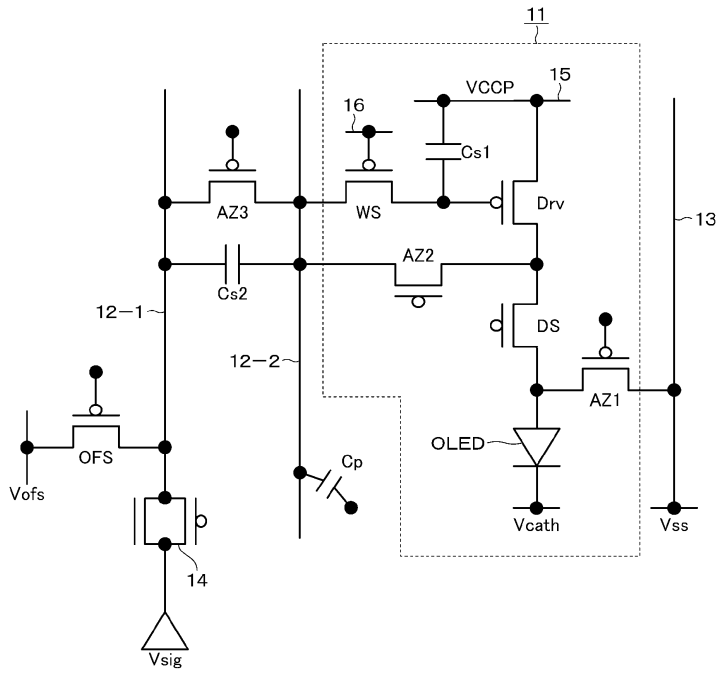 11
VCCP
15
16
Cs1
AZ3
WS
Drv
13
AZ2
Cs2
12-1
DS
12-2
AZ1
OLED
OFS
Cp
Vofs
Vcath
Vss
14
Vsig